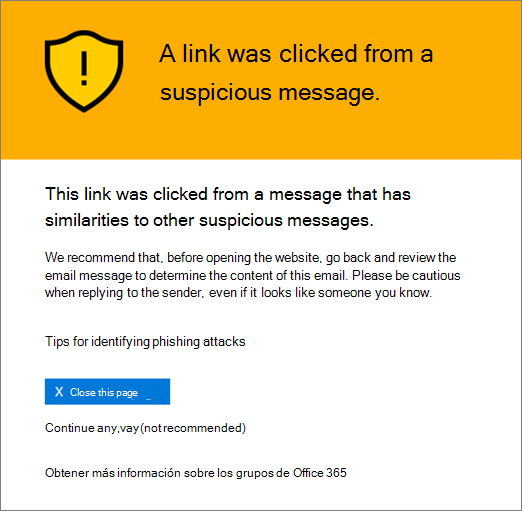 A link was clicked from a
suspicious message.
This link was clicked from a message that has
similarities to other suspicious messages.
We recommend that, before opening the website, go back and review the
email message to determine the content of this email. Please be cautious
when replying to the sender, even if it looks like someone you know.
Tips for identifying phishing attacks
X Close this page _
Continue any,vay (not recommended)
Obtener más información sobre los grupos de Office 365